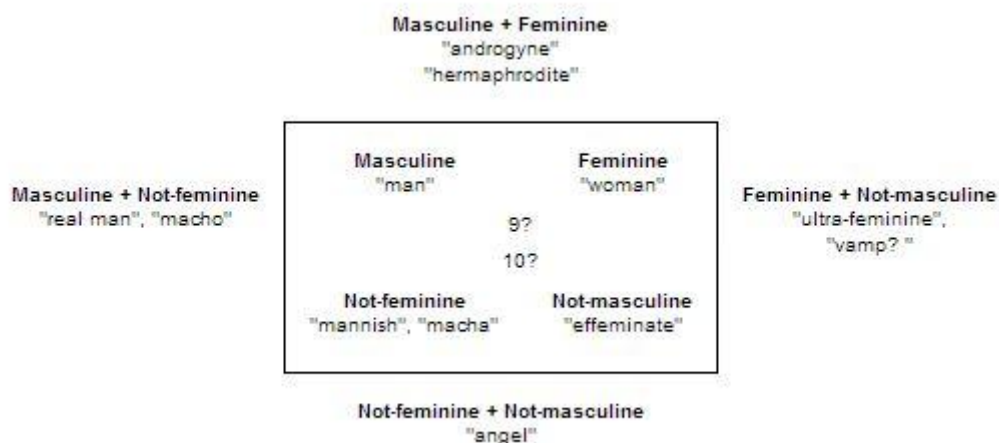 Masculine + Feminine
"androgyne"
"hermaphrodite"
Masculine
"man"
Feminine
"woman"
Masculine + Not-feminine
"real man", "macho"
Feminine + Not-masculine
"ultra-feminine",
"vamp? "
9?
10?
Not-feminine
"mannish", "macha"
Not-masculine
"effeminate"
Not-feminine + Not-masculine
"angel"